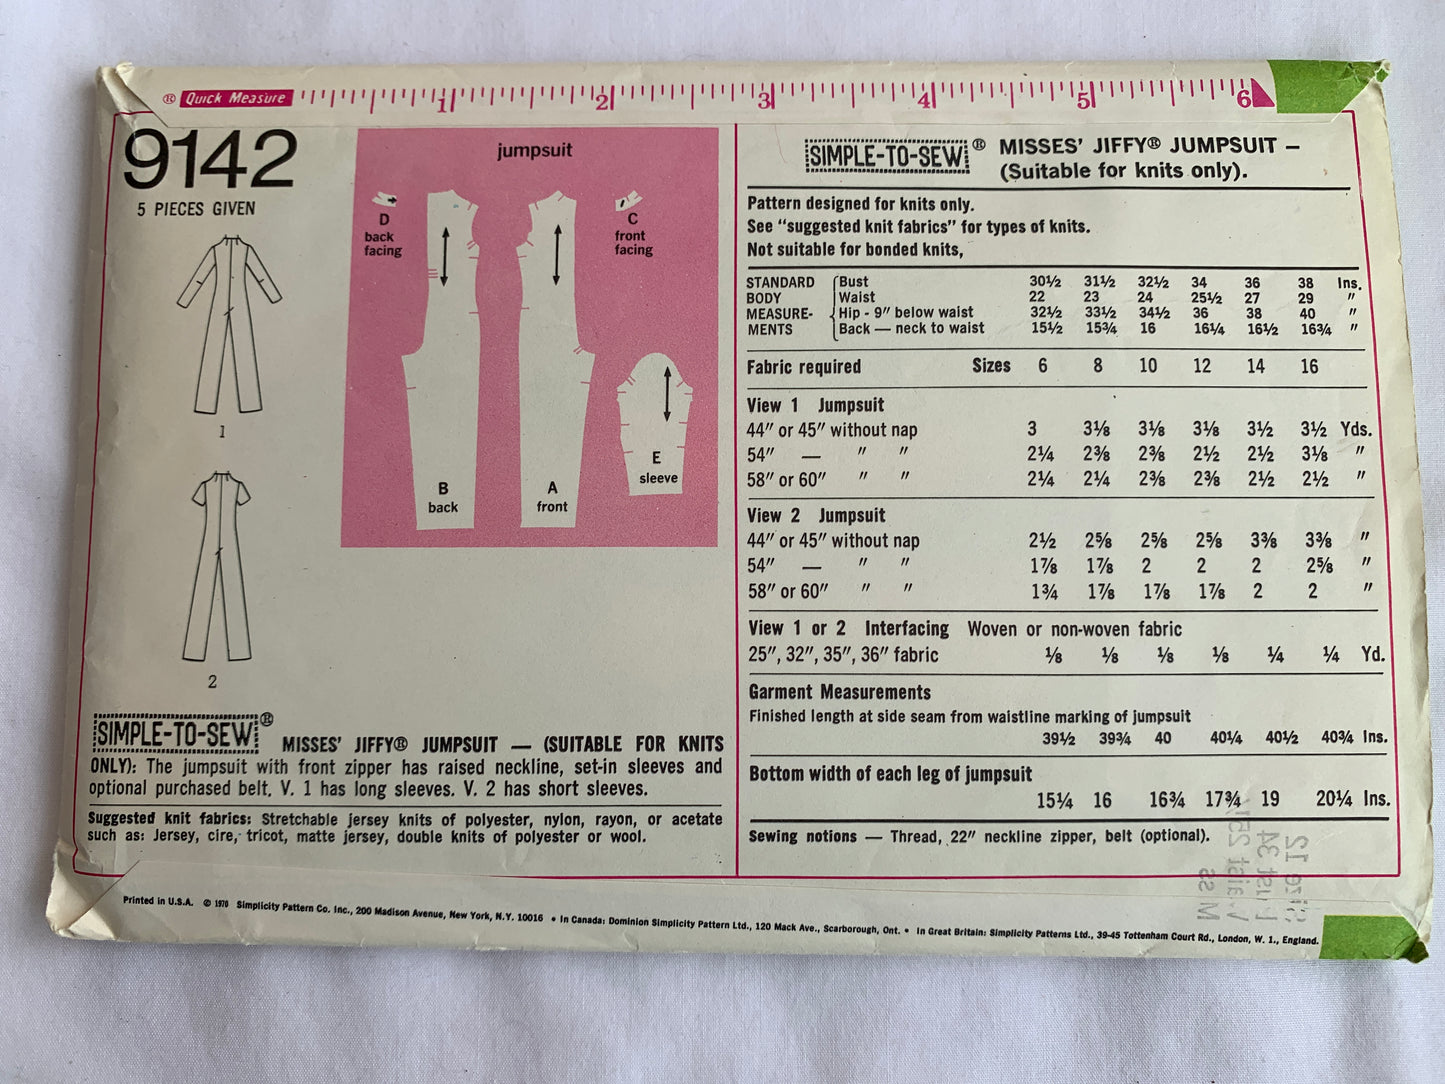 ® Quick Measure 1 2 3 4 5 6
9142
5 PIECES GIVEN
1
2
jumpsuit
D
back
facing
C
front
facing
B
back
A
front
E
sleeve
SIMPLE-TO-SEW® MISSES' JIFFY® JUMPSUIT — (SUITABLE FOR KNITS
ONLY): The jumpsuit with front zipper has raised neckline, set-in sleeves and
optional purchased belt. V. 1 has long sleeves. V. 2 has short sleeves.
Suggested knit fabrics: Stretchable jersey knits of polyester, nylon, rayon, or acetate
such as: Jersey, cire, tricot, matte jersey, double knits of polyester or wool.
SIMPLE-TO-SEW® MISSES' JIFFY® JUMPSUIT –
(Suitable for knits only).
Pattern designed for knits only.
See "suggested knit fabrics" for types of knits.
Not suitable for bonded knits,
STANDARD Bust 30½ 31½ 32½ 34 36 38 Ins.
BODY Waist 22 23 24 25½ 27 29 "
MEASURE- Hip - 9" below waist 32½ 33½ 34½ 36 38 40 "
MENTS Back — neck to waist 15½ 15¾ 16 16¼ 16½ 16¾ "
Fabric required Sizes 6 8 10 12 14 16
View 1 Jumpsuit
44" or 45" without nap 3 3⅛ 3⅛ 3⅛ 3½ 3½ Yds.
54" — " " 2¼ 2⅜ 2⅜ 2½ 2½ 3⅛ "
58" or 60" " " 2¼ 2¼ 2⅜ 2⅜ 2½ 2½ "
View 2 Jumpsuit
44" or 45" without nap 2½ 2⅝ 2⅝ 2⅝ 3⅜ 3⅜ "
54" — " " 1⅞ 1⅞ 2 2 2 2⅝ "
58" or 60" " " 1¾ 1⅞ 1⅞ 1⅞ 2 2 "
View 1 or 2 Interfacing Woven or non-woven fabric
25", 32", 35", 36" fabric ⅛ ⅛ ⅛ ⅛ ¼ ¼ Yd.
Garment Measurements
Finished length at side seam from waistline marking of jumpsuit
39½ 39¾ 40 40¼ 40½ 40¾ Ins.
Bottom width of each leg of jumpsuit
15¼ 16 16¾ 17¾ 19 20¼ Ins.
Sewing notions — Thread, 22" neckline zipper, belt (optional).
Printed in U.S.A. © 1970 Simplicity Pattern Co. Inc., 200 Madison Avenue, New York, N.Y. 10016 • In Canada: Dominion Simplicity Pattern Ltd., 120 Mack Ave., Scarborough, Ont. • In Great Britain: Simplicity Patterns Ltd., 39-45 Tottenham Court Rd., London, W. 1., England.